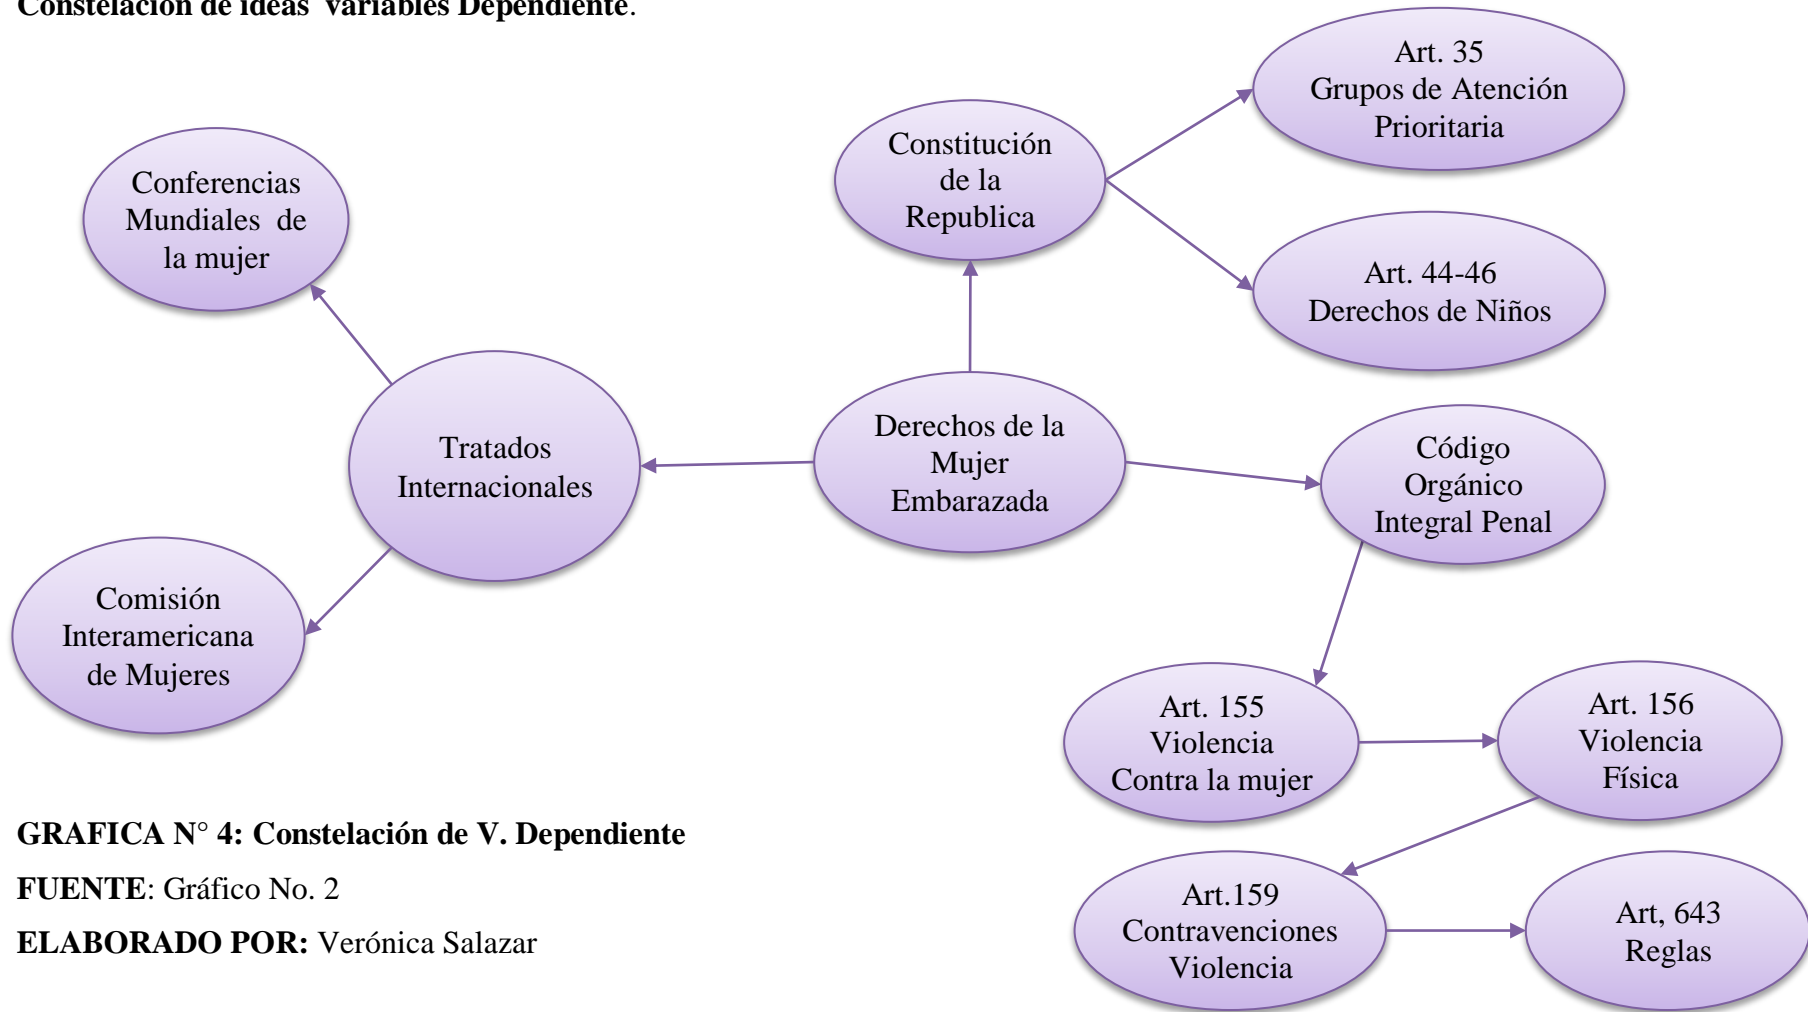 Constelación de ideas  variables Dependiente.
Art. 35
Grupos de Atención
Prioritaria
Constitución
de la
Republica
Conferencias
Mundiales  de
la mujer
Art. 44-46
Derechos de Niños
Derechos de la
Mujer
Embarazada
Tratados
Internacionales
Código
Orgánico
Integral Penal
Comisión
Interamericana
de Mujeres
Art. 155
Violencia
Contra la mujer
Art. 156
Violencia
Física
Art.159
Contravenciones
Violencia
Art, 643
Reglas
GRAFICA N° 4: Constelación de V. Dependiente
FUENTE: Gráfico No. 2
ELABORADO POR: Verónica Salazar